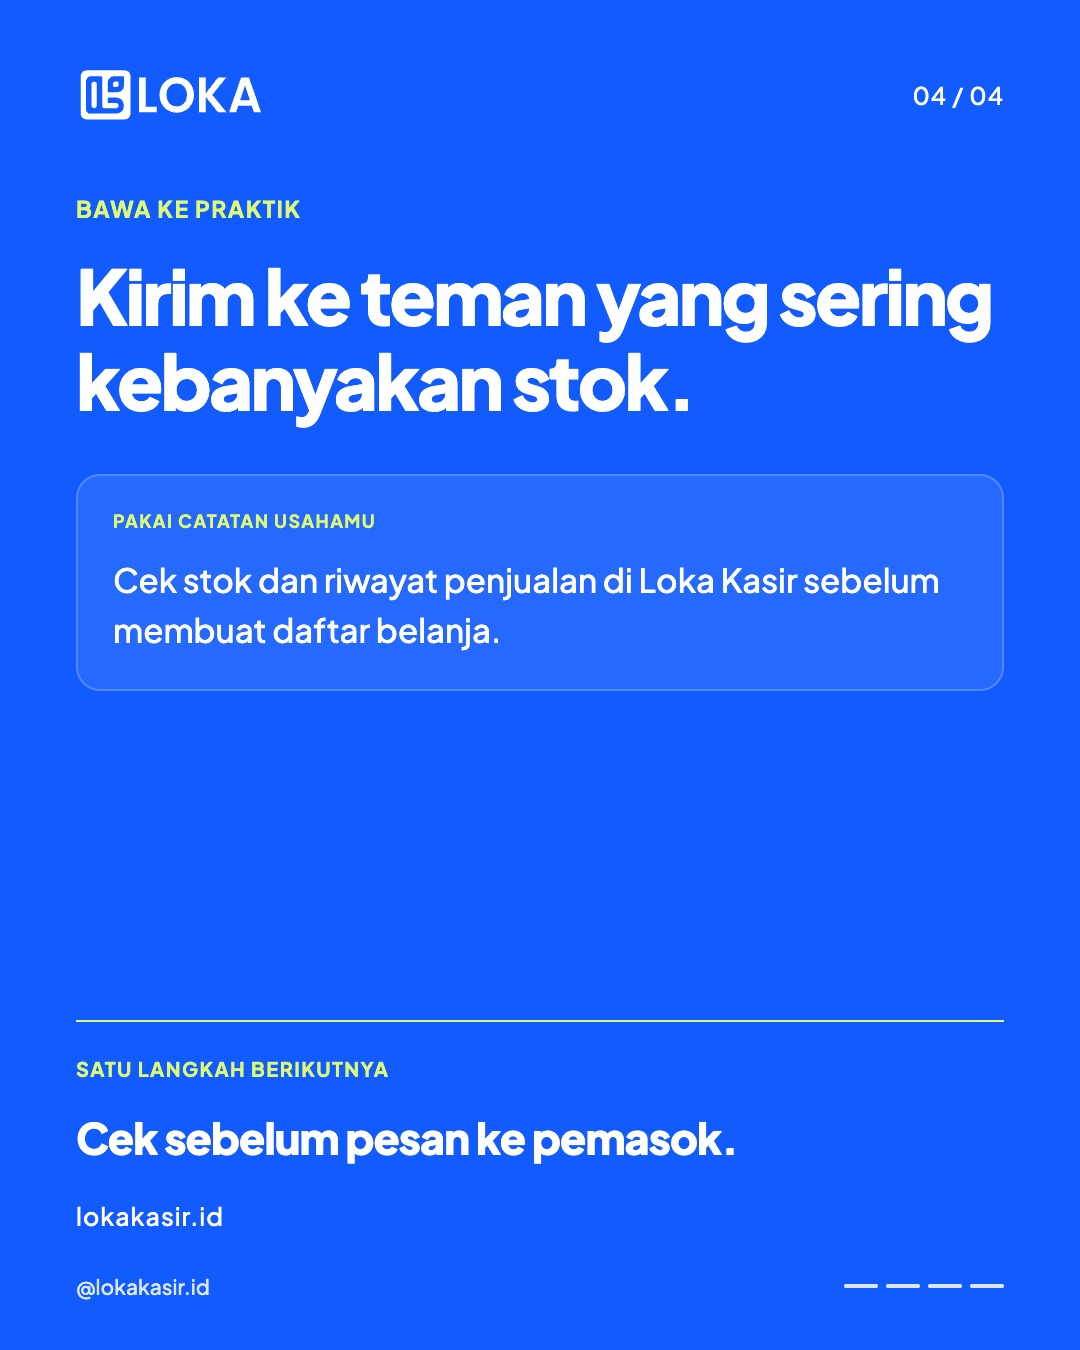 LOKA
04 / 04
BAWA KE PRAKTIK
Kirim ke teman yang sering
kebanyakan stok.
PAKAI CATATAN USAHAMU
Cek stok dan riwayat penjualan di Loka Kasir sebelum
membuat daftar belanja.
SATU LANGKAH BERIKUTNYA
Cek sebelum pesan ke pemasok.
lokakasir.id
@lokakasir.id